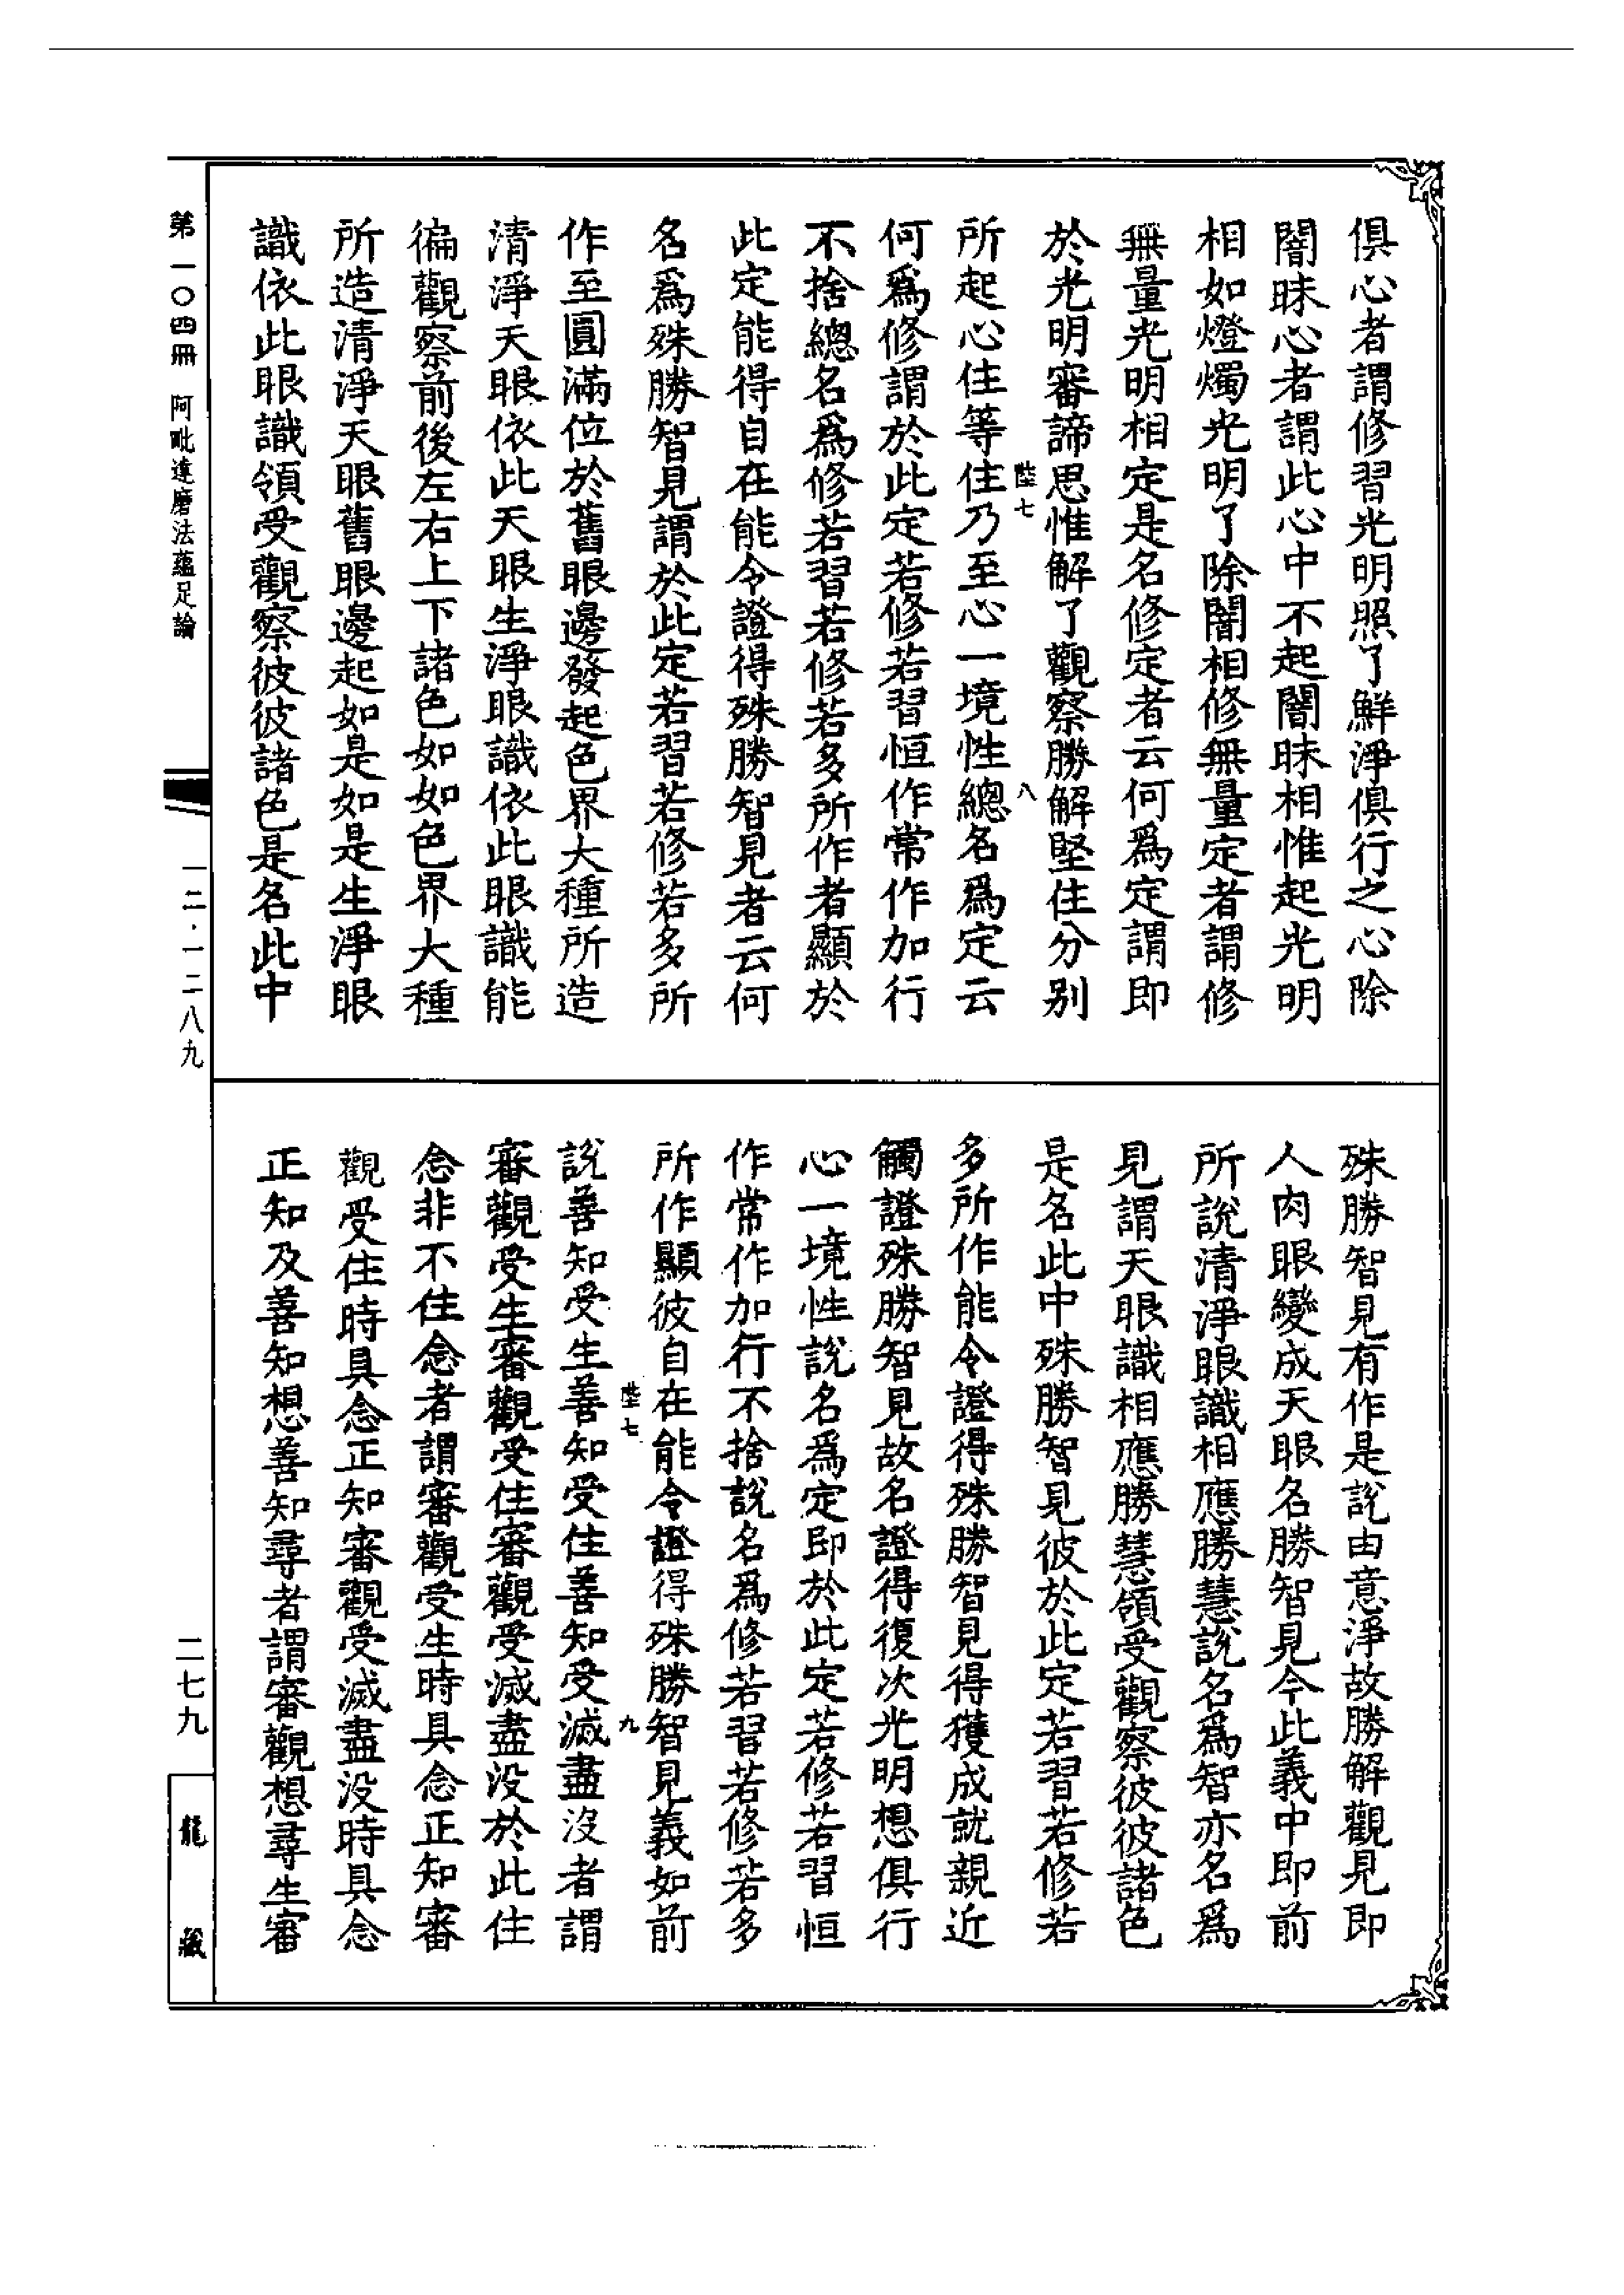 俱心者謂修習光明照了鮮淨俱行之心除
闇昧心者謂此心中不起闇昧相惟起光明
相如燈燭光明了除闇相修無量定者謂修
無量光明相定是名修定者云何爲定謂即
於光明審諦思惟解了觀察勝解堅住分別
陛七
八
所起心住等住乃至心一境性總名爲定云
何爲修謂於此定若修若習恒作常作加行
不捨總名爲修若習若修若多所作者顯於
此定能得自在能令證得殊勝智見者云何
名爲殊勝智見謂於此定若習若修若多所
作至圓滿位於舊眼邊發起色界大種所造
清淨天眼依此天眼生淨眼識依此眼識能
徧觀察前後左右上下諸色如如色界大種
所造清淨天眼舊眼邊起如是如是生淨眼
識依此眼識領受觀察彼彼諸色是名此中
殊勝智見有作是說由意淨故勝解觀見即
人肉眼變成天眼名勝智見今此義中即前
所說清淨眼識相應勝慧說名爲智亦名爲
見謂天眼識相應勝慧領受觀察彼彼諸色
是名此中殊勝智見彼於此定若習若修若
多所作能令證得殊勝智見得獲成就親近
觸證殊勝智見故名證得復次光明想俱行
心一境性說名爲定即於此定若修若習恒
作常作加行不捨說名爲修若習若修若多
所作顯彼自在能令證得殊勝智見義如前
陛七
九
說善知受生善知受住善知受滅盡沒者謂
審觀受生審觀受住審觀受滅盡没於此住
念非不住念者謂審觀受生時具念正知審
觀受住時具念正知審觀受滅盡没時具念
正知及善知想善知尋者謂審觀想尋生審
第一〇四冊 阿毗達磨法蘊足論
一二·一二八九
二七九
龍藏